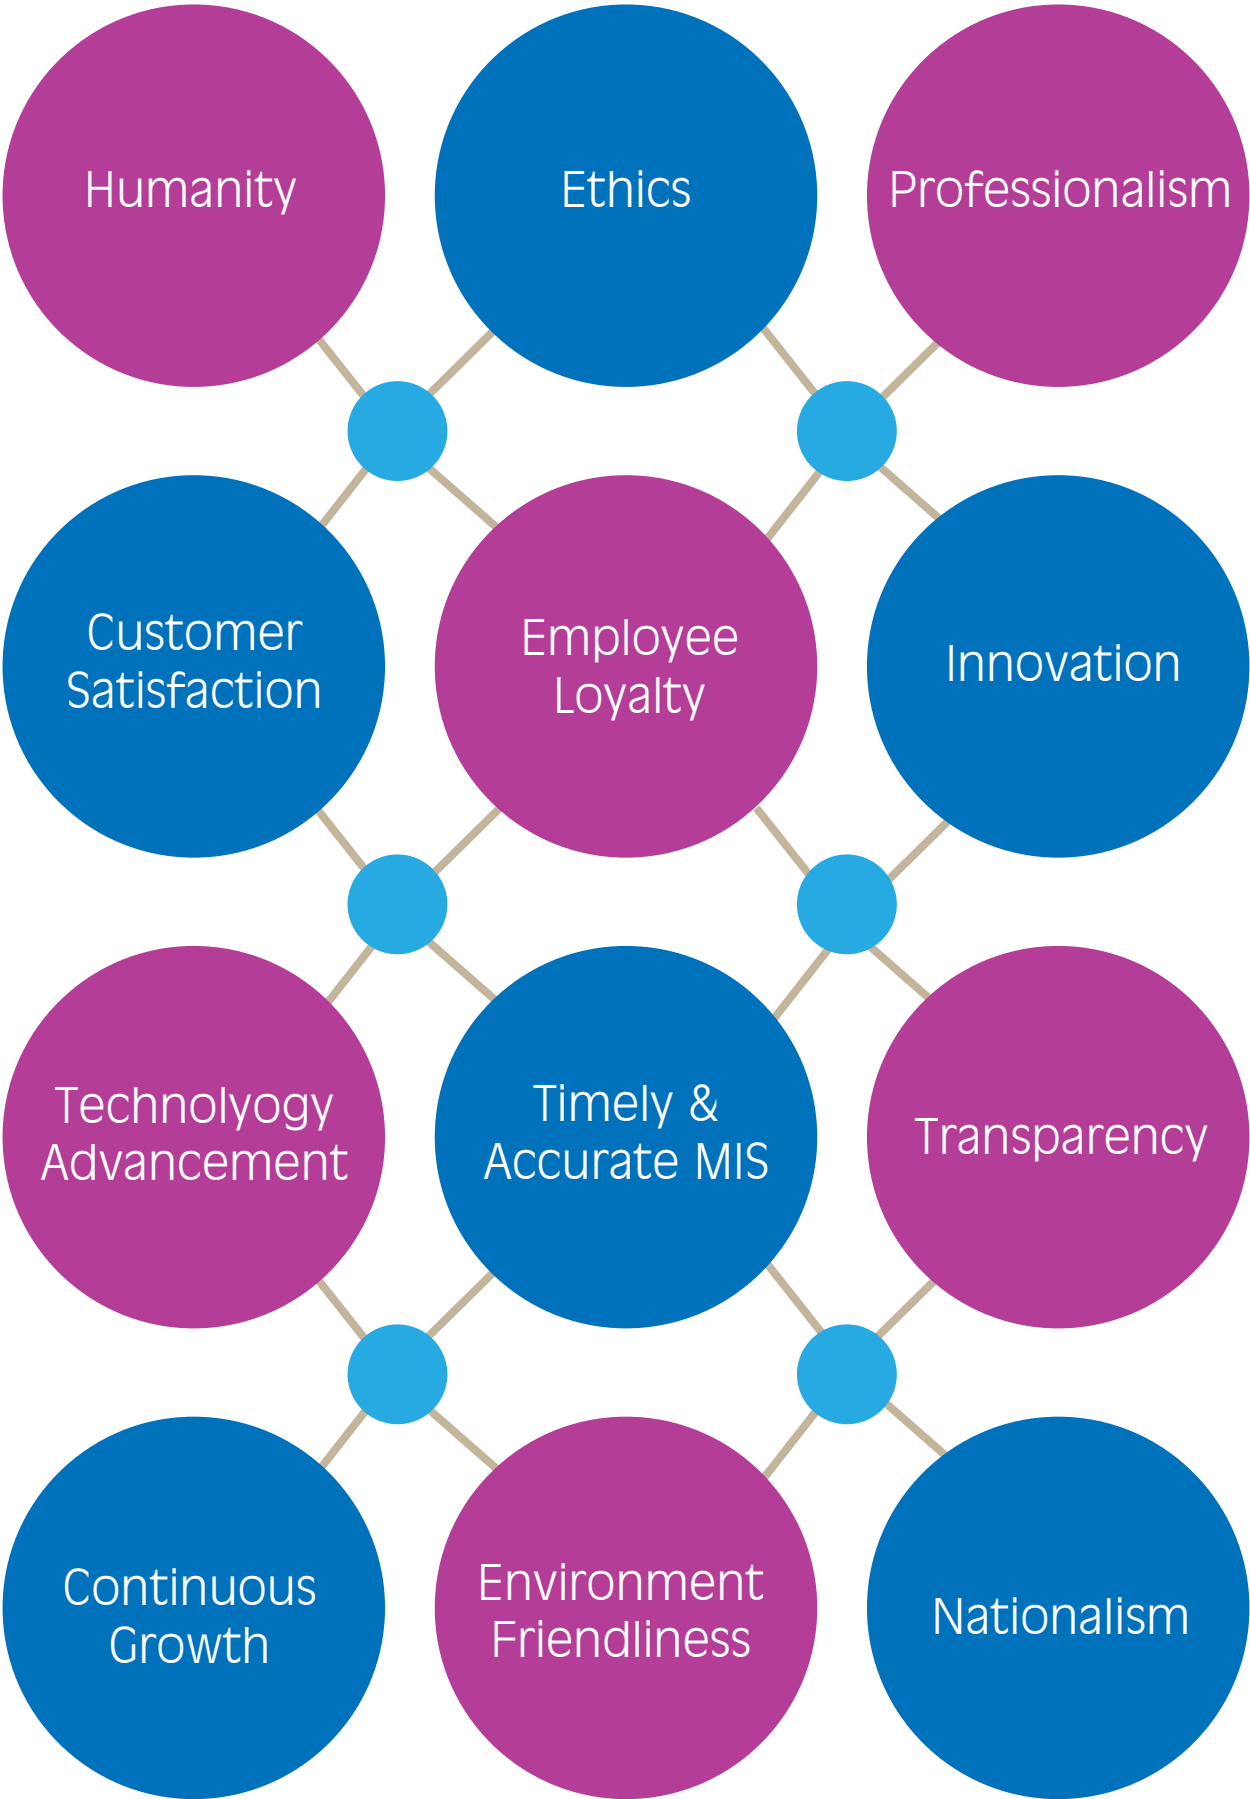 Humanity
Ethics
Professionalism
Customer
Satisfaction
Employee
Loyalty
Innovation
Technolyogy
Advancement
Timely &
Accurate MIS
Transparency
Continuous
Growth
Environment
Friendliness
Nationalism